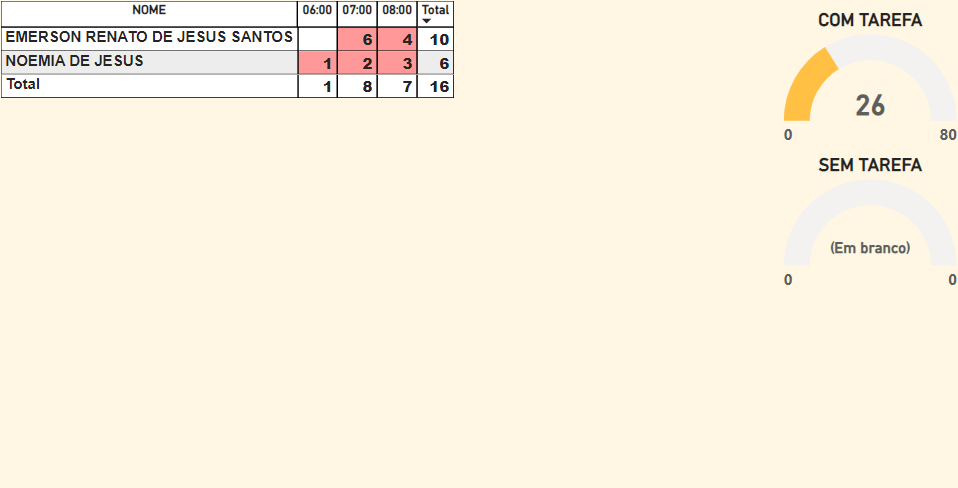 NOME 06:00 07:00 08:00 Total
EMERSON RENATO DE JESUS SANTOS 6 4 10
NOEMIA DE JESUS 1 2 3 6
Total 1 8 7 16
COM TAREFA
26
0 80
SEM TAREFA
(Em branco)
0 0